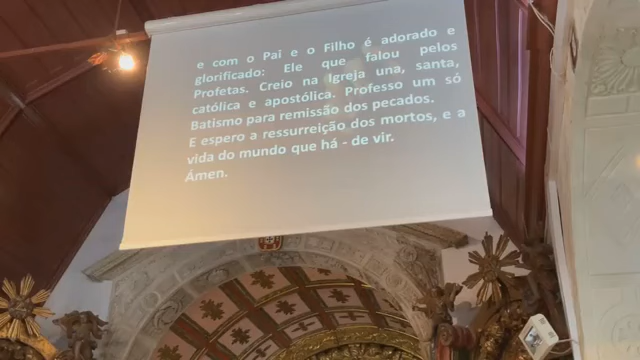 e com o Pai e o Filho é adorado e
glorificado: Ele que falou pelos
Profetas. Creio na Igreja una, santa,
católica e apostólica. Professo um só
Batismo para remissão dos pecados.
E espero a ressurreição dos mortos, e a
vida do mundo que há - de vir.
Ámen.